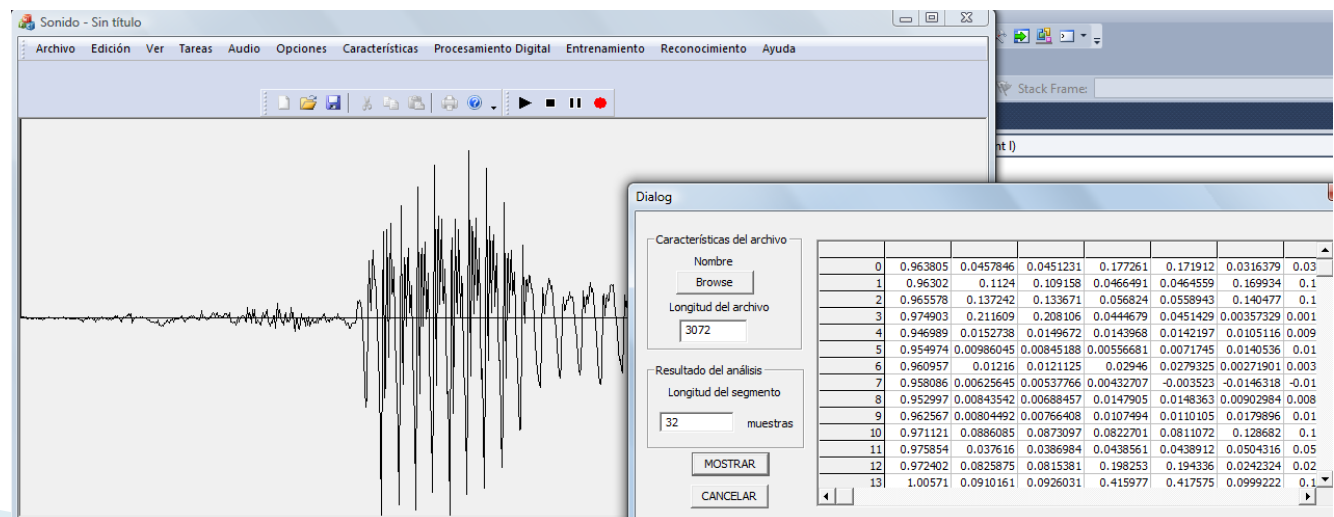 Sonido - Sin título
Archivo Edición Ver Tareas Audio Opciones Características Procesamiento Digital Entrenamiento Reconocimiento Ayuda
Stack Frame:
nt l)
Dialog
Características del archivo
Nombre
Browse
Longitud del archivo
3072
Resultado del análisis
Longitud del segmento
32 muestras
MOSTRAR
CANCELAR
0 0.963805 0.0457846 0.0451231 0.177261 0.171912 0.0316379 0.03
1 0.96302 0.1124 0.109158 0.0466491 0.0464559 0.169934 0.1
2 0.965578 0.137242 0.133671 0.056824 0.0558943 0.140477 0.1
3 0.974903 0.211609 0.208106 0.0444679 0.0451429 0.00357329 0.001
4 0.946989 0.0152738 0.0149672 0.0143968 0.0142197 0.0105116 0.009
5 0.954974 0.00986045 0.00845188 0.00556681 0.0071745 0.0140536 0.01
6 0.960957 0.01216 0.0121125 0.02946 0.0279325 0.00271901 0.003
7 0.958086 0.00625645 0.00537766 0.00432707 -0.003523 -0.0146318 -0.01
8 0.952997 0.00843542 0.00688457 0.0147905 0.0148363 0.00902984 0.008
9 0.962567 0.00804492 0.00766408 0.0107494 0.0110105 0.0179896 0.01
10 0.971121 0.0886085 0.0873097 0.0822701 0.0811072 0.128682 0.1
11 0.975854 0.037616 0.0386984 0.0438561 0.0438912 0.0504316 0.05
12 0.972402 0.0825875 0.0815381 0.198253 0.194336 0.0242324 0.02
13 1.00571 0.0910161 0.0926031 0.415977 0.417575 0.0999222 0.1